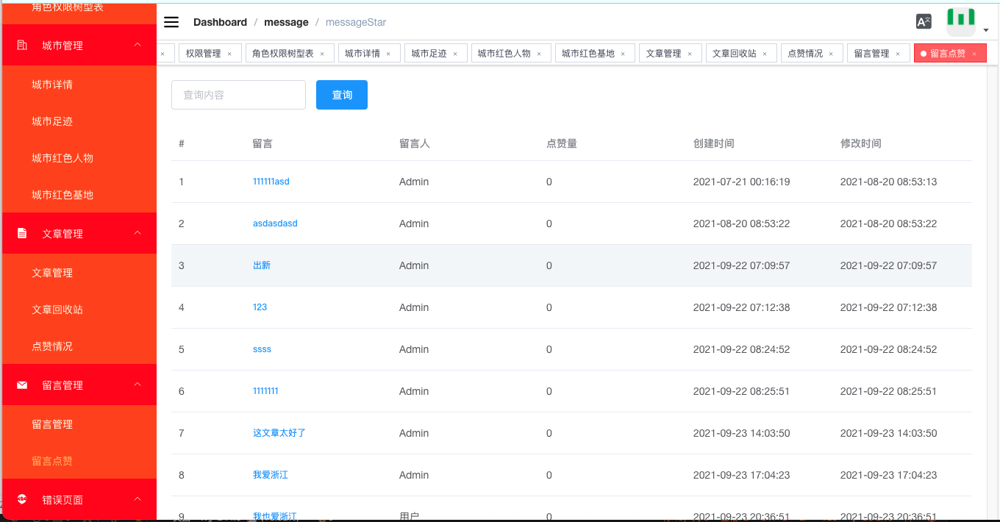 角色权限树型表
城市管理
城市详情
城市足迹
城市红色人物
城市红色基地
文章管理
文章管理
文章回收站
点赞情况
留言管理
留言管理
留言点赞
错误页面
Dashboard / message / messageStar
× 权限管理 × 角色权限树型表 × 城市详情 × 城市足迹 × 城市红色人物 × 城市红色基地 × 文章管理 × 文章回收站 × 点赞情况 × 留言管理 × 留言点赞 ×
查询内容 查询
# 留言 留言人 点赞量 创建时间 修改时间
1 111111asd Admin 0 2021-07-21 00:16:19 2021-08-20 08:53:13
2 asdasdasd Admin 0 2021-08-20 08:53:22 2021-08-20 08:53:22
3 出新 Admin 0 2021-09-22 07:09:57 2021-09-22 07:09:57
4 123 Admin 0 2021-09-22 07:12:38 2021-09-22 07:12:38
5 ssss Admin 0 2021-09-22 08:24:52 2021-09-22 08:24:52
6 1111111 Admin 0 2021-09-22 08:25:51 2021-09-22 08:25:51
7 这文章太好了 Admin 0 2021-09-23 14:03:50 2021-09-23 14:03:50
8 我爱浙江 Admin 0 2021-09-23 17:04:23 2021-09-23 17:04:23
9 我也爱浙江 用户 0 2021-09-23 20:36:51 2021-09-23 20:36:51